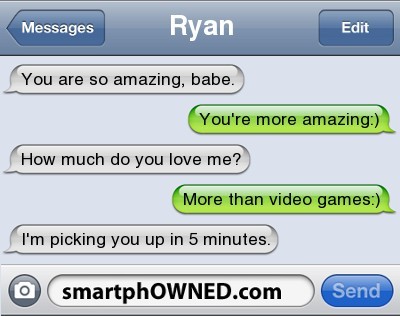 Messages
Ryan
Edit
You are so amazing, babe.
You're more amazing:)
How much do you love me?
More than video games:)
I'm picking you up in 5 minutes.
smartphOWNED.com
Send